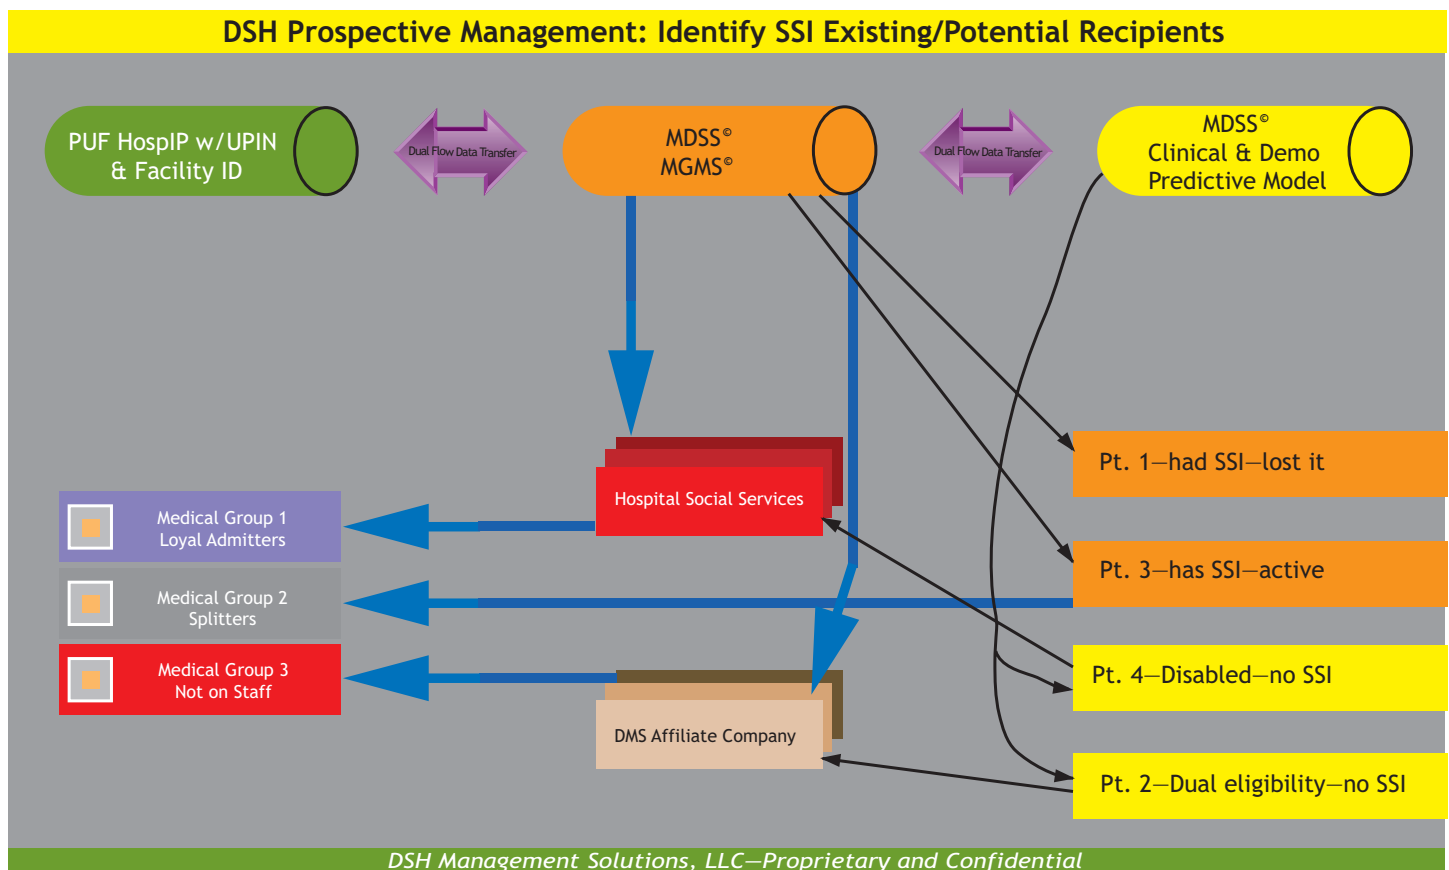 DSH Prospective Management: Identify SSI Existing/Potential Recipients
PUF HospIP w/UPIN
& Facility ID
Dual Flow Data Transfer
MDSS©
MGMS©
Dual Flow Data Transfer
MDSS©
Clinical & Demo
Predictive Model
Pt. 1—had SSI—lost it
Hospital Social Services
Medical Group 1
Loyal Admitters
Pt. 3—has SSI—active
Medical Group 2
Splitters
Medical Group 3
Not on Staff
Pt. 4—Disabled—no SSI
DMS Affiliate Company
Pt. 2—Dual eligibility—no SSI
DSH Management Solutions, LLC—Proprietary and Confidential